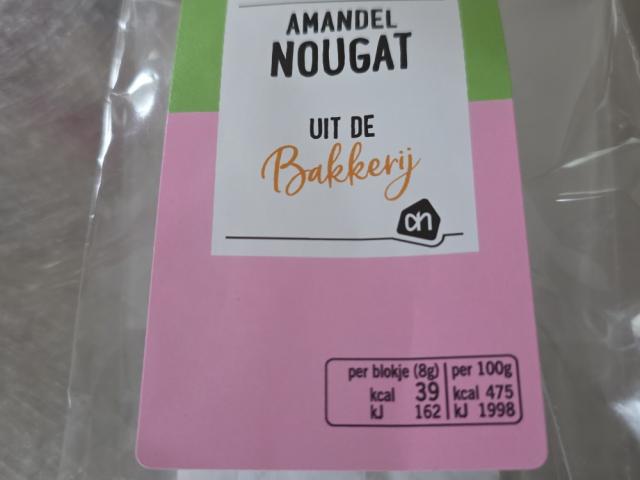 AMANDEL
NOUGAT
UIT DE
Bakkerij
ah
per blokje (8g) | per 100g
kcal 39 | kcal 475
kJ 162 | kJ 1998